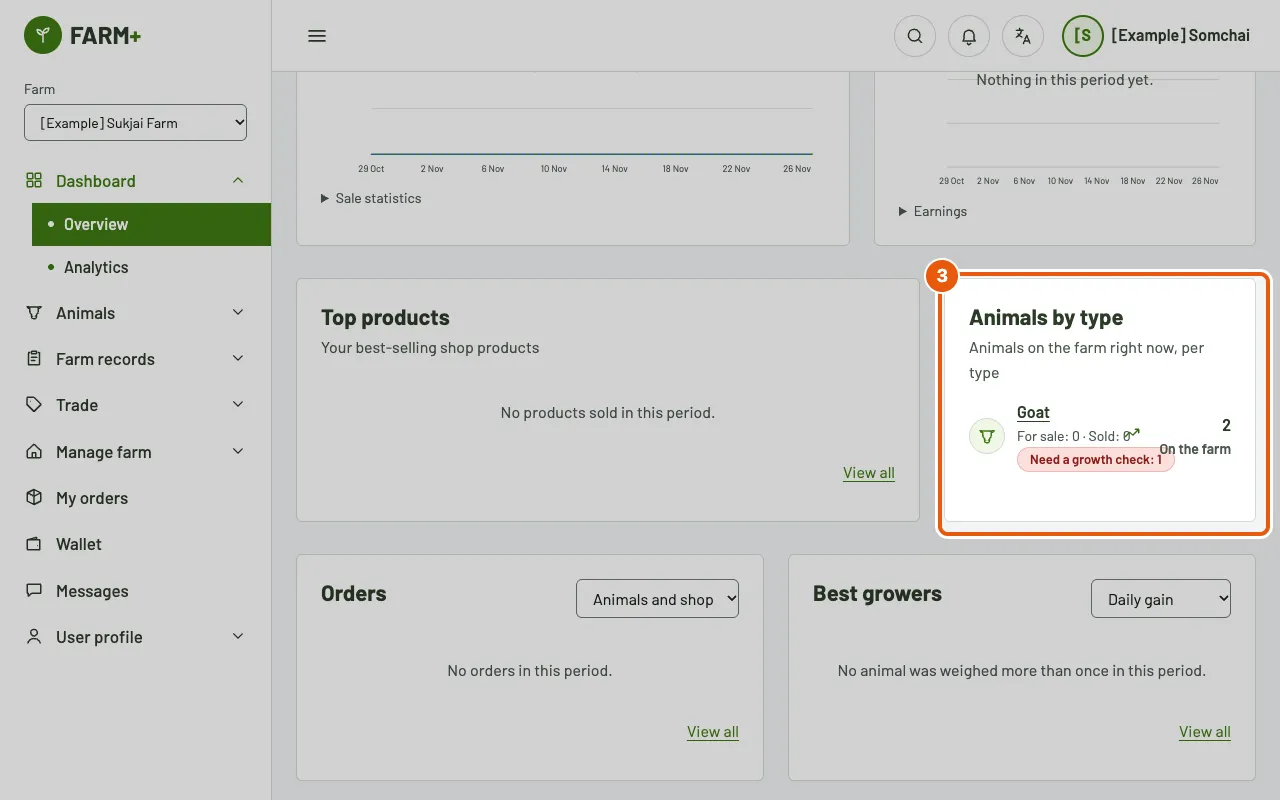 FARM+
[S
[Example] Somchai
Farm
[Example] Sukjai Farm
Dashboard
Overview
Analytics
Animals
Farm records
Trade
Manage farm
My orders
Wallet
Messages
User profile
29 Oct 2 Nov 6 Nov 10 Nov 14 Nov 18 Nov 22 Nov 26 Nov
Sale statistics
Nothing in this period yet.
29 Oct 2 Nov 6 Nov 10 Nov 14 Nov 18 Nov 22 Nov 26 Nov
Earnings
Top products
Your best-selling shop products
No products sold in this period.
View all
3
Animals by type
Animals on the farm right now, per
type
Goat
For sale: 0 · Sold: 0
Need a growth check: 1
2
On the farm
Orders
Animals and shop
No orders in this period.
View all
Best growers
Daily gain
No animal was weighed more than once in this period.
View all